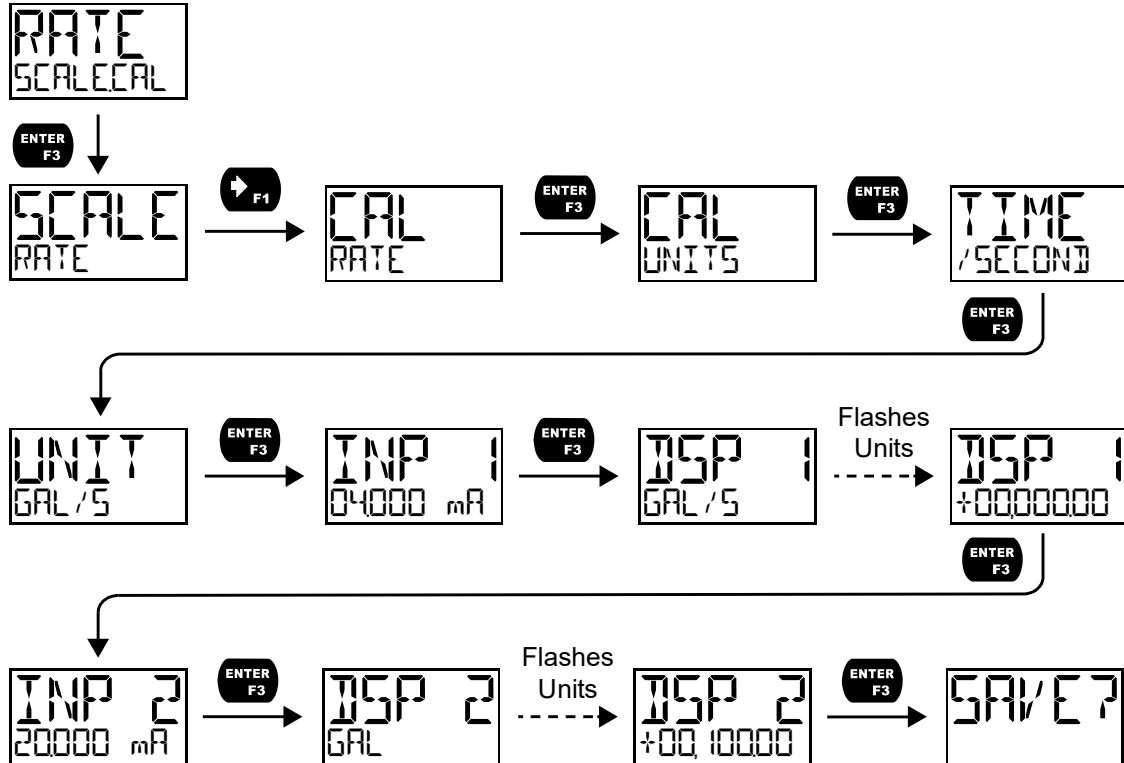 RATE
SCALE.CAL
ENTER
F3
SCALE
RATE
F1
CAL
RATE
ENTER
F3
CAL
UNITS
ENTER
F3
TIME
/SECOND
ENTER
F3
UNIT
GAL/S
ENTER
F3
INP 1
04.000 mA
ENTER
F3
DSP 1
GAL/S
Flashes
Units
DSP 1
+00,000.00
ENTER
F3
INP 2
20.000 mA
ENTER
F3
DSP 2
GAL
Flashes
Units
DSP 2
+00,100.00
ENTER
F3
SAVE?